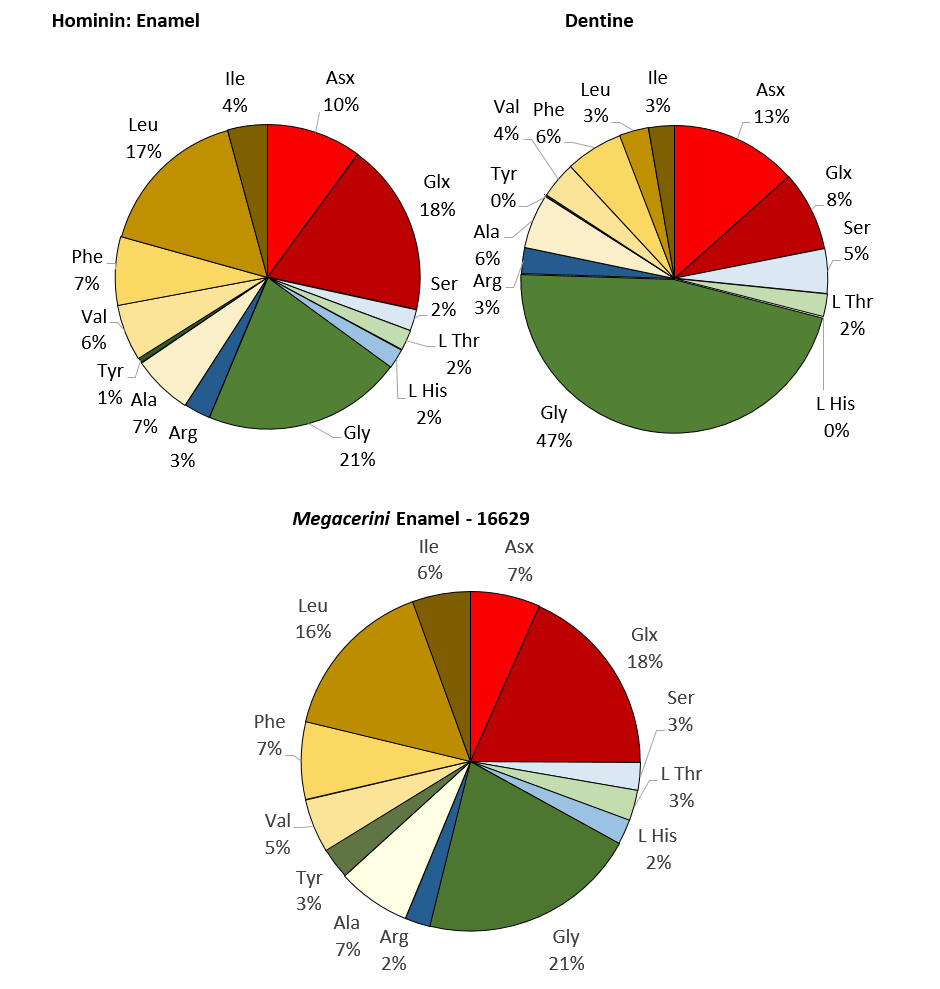 Hominin: Enamel
Ile
4%
Asx
10%
Glx
18%
Ser
2%
L Thr
2%
L His
2%
Gly
21%
Arg
3%
Ala
7%
Tyr
1%
Val
6%
Phe
7%
Leu
17%
Dentine
Ile
3%
Asx
13%
Glx
8%
Ser
5%
L Thr
2%
L His
0%
Gly
47%
Arg
3%
Ala
6%
Tyr
0%
Val
4%
Phe
6%
Leu
3%
Megacerini Enamel - 16629
Ile
6%
Asx
7%
Glx
18%
Ser
3%
L Thr
3%
L His
2%
Gly
21%
Arg
2%
Ala
7%
Tyr
3%
Val
5%
Phe
7%
Leu
16%